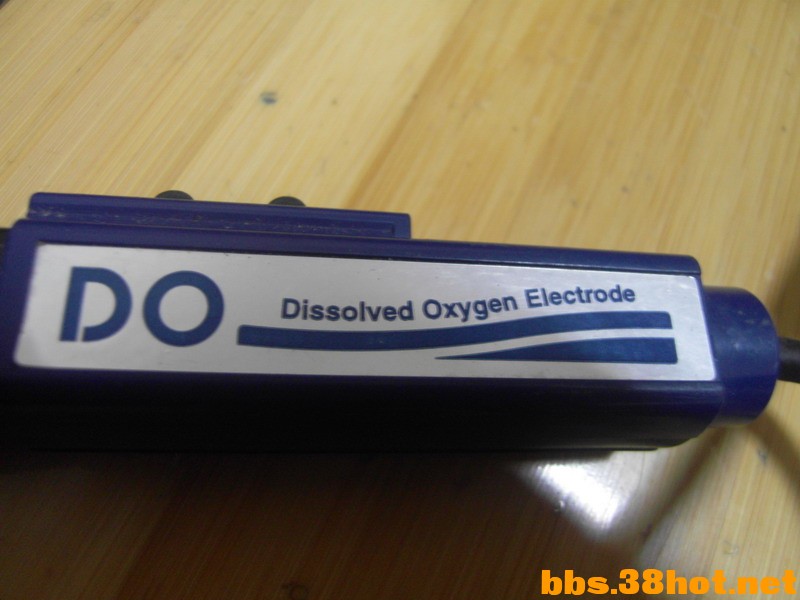 DO
Dissolved Oxygen Electrode
bbs.38hot.net